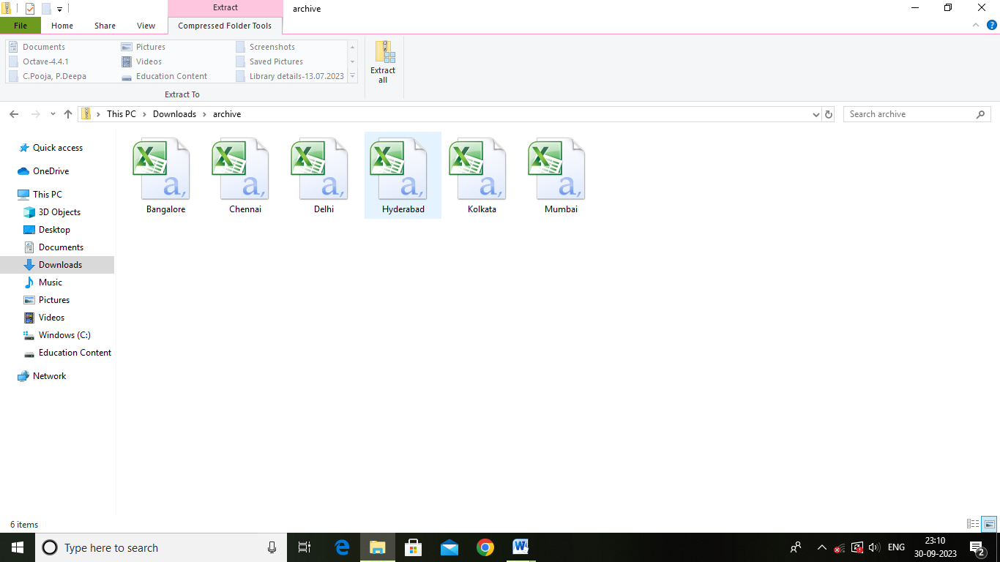 Extract
archive
File Home Share View Compressed Folder Tools
Documents Pictures Screenshots
Octave-4.4.1 Videos Saved Pictures
C.Pooja, P.Deepa Education Content Library details-13.07.2023
Extract
all
Extract To
This PC Downloads archive
Search archive
Quick access
OneDrive
This PC
3D Objects
Desktop
Documents
Downloads
Music
Pictures
Videos
Windows (C:)
Education Content
Network
Bangalore Chennai Delhi Hyderabad Kolkata Mumbai
6 items
Type here to search
ENG
23:10
30-09-2023
2